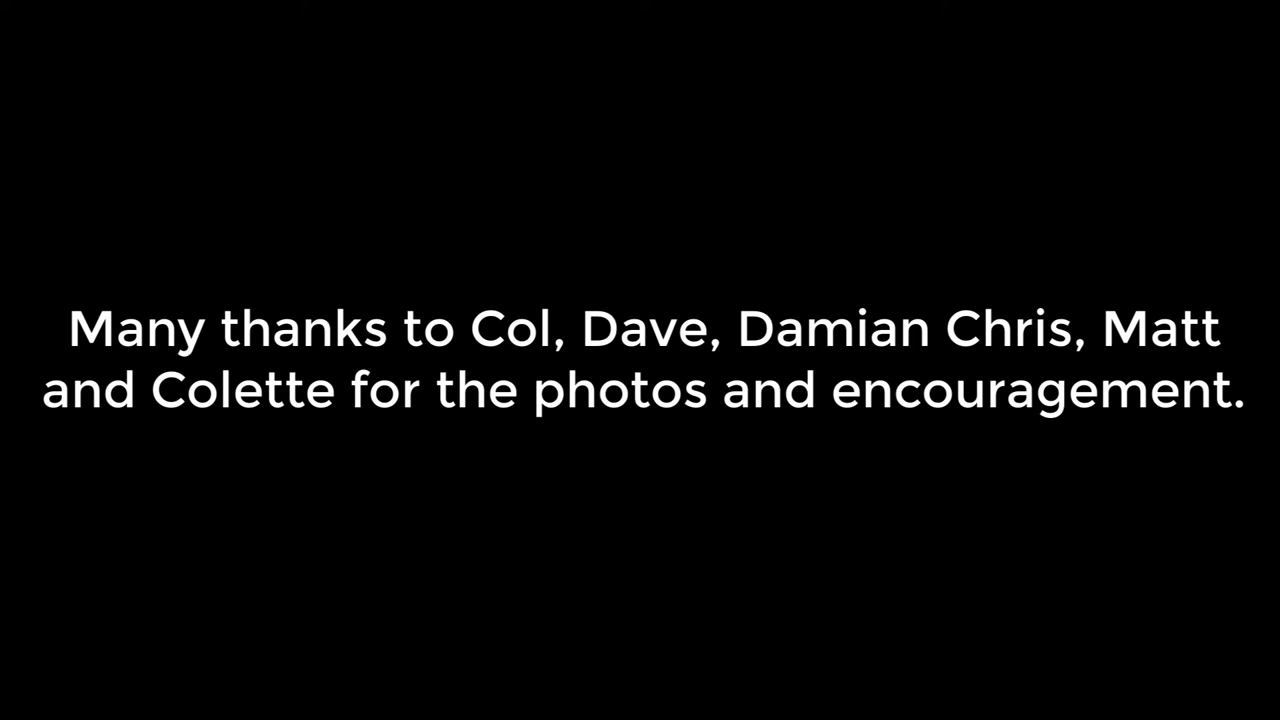 Many thanks to Col, Dave, Damian Chris, Matt
and Colette for the photos and encouragement.